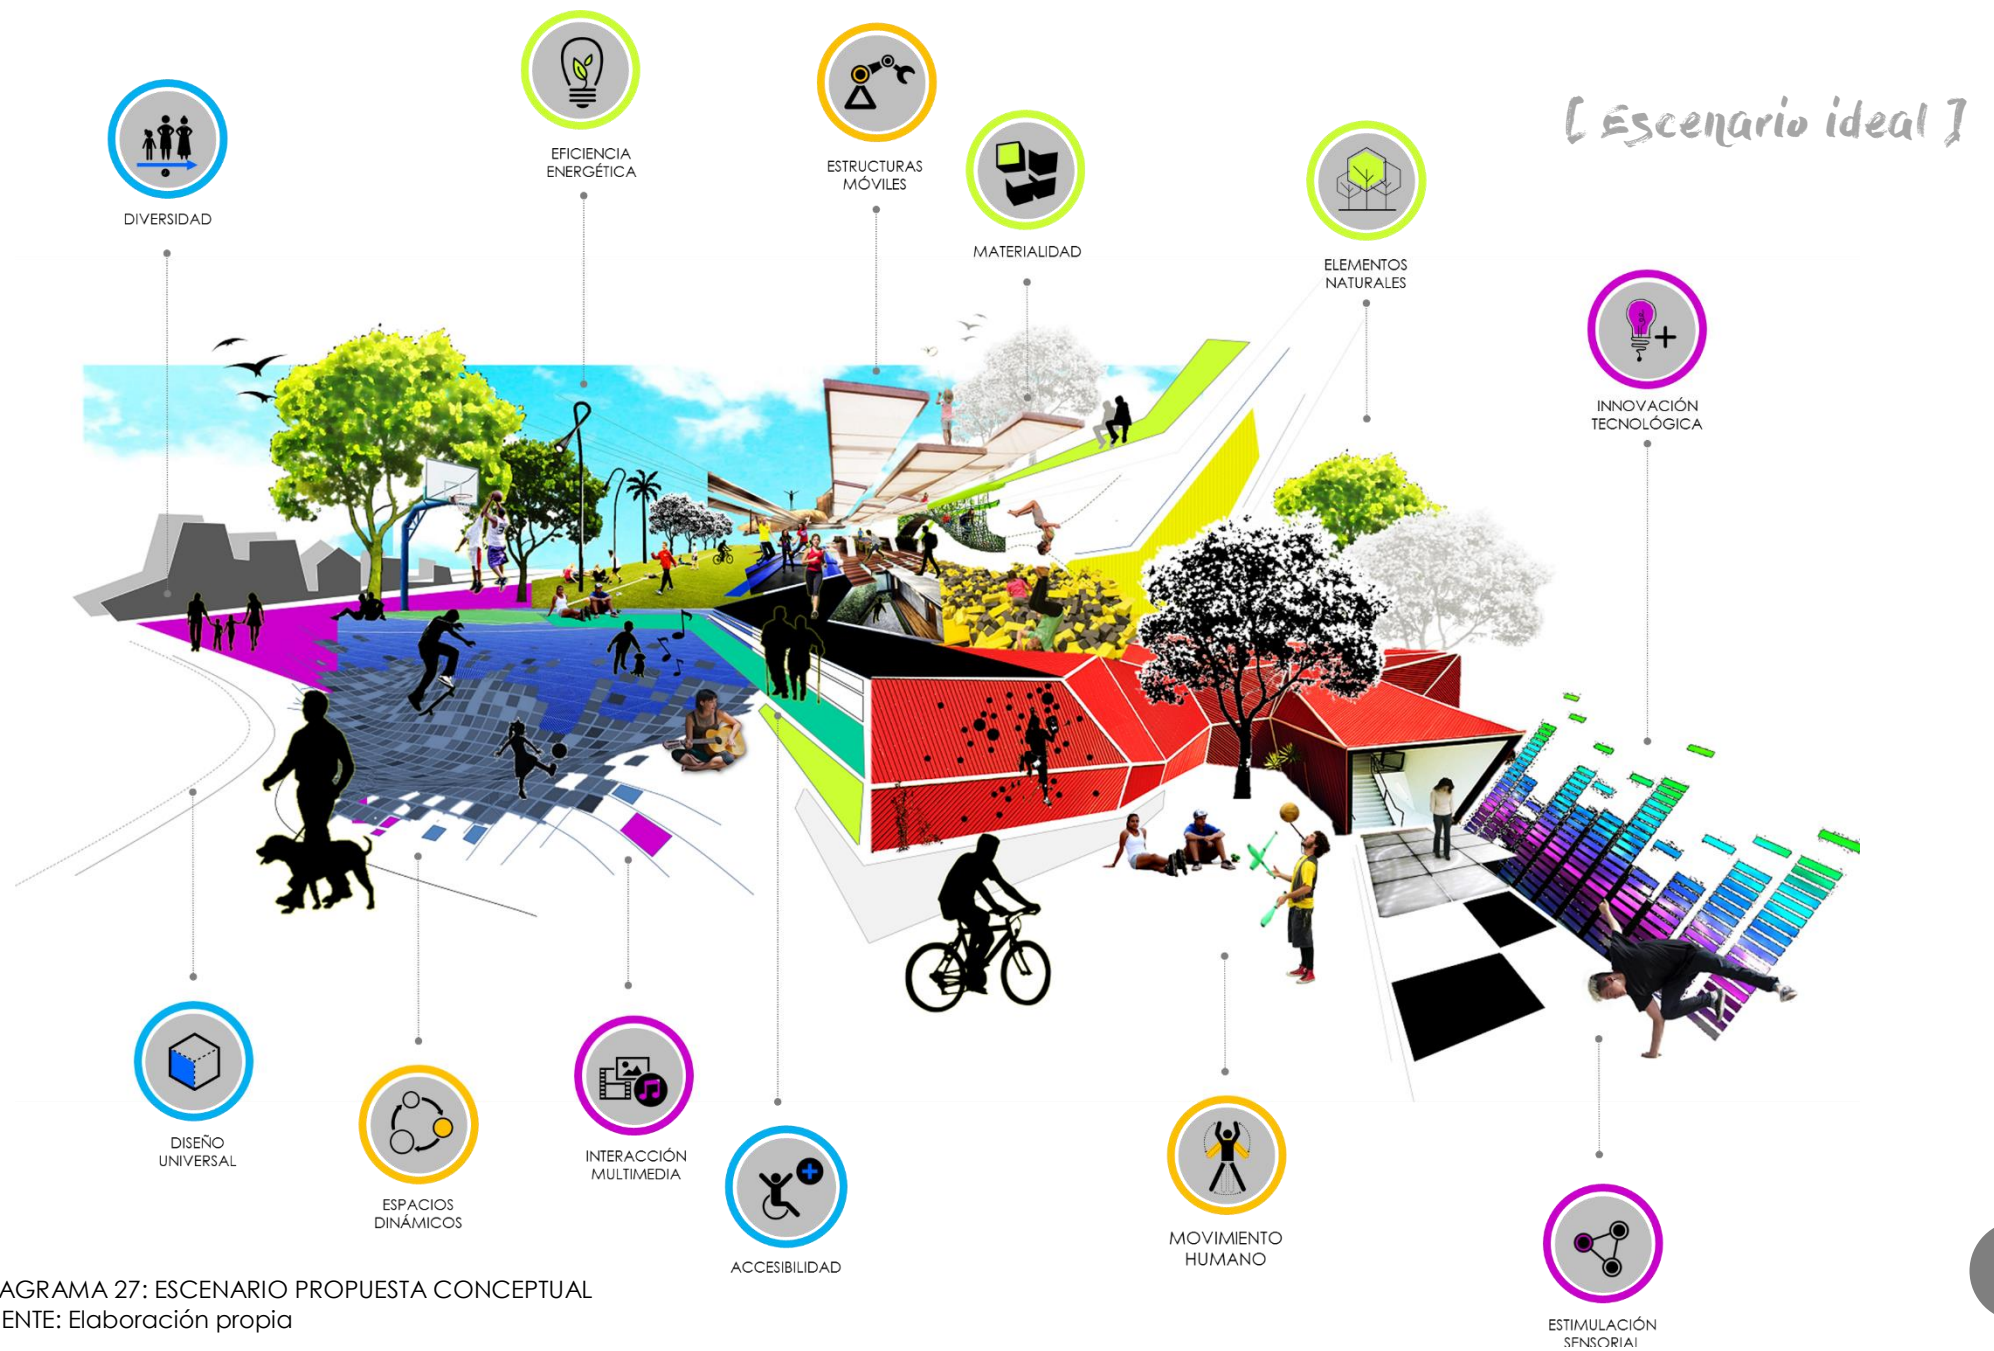 [ Escenario ideal ]
DIVERSIDAD
EFICIENCIA
ENERGÉTICA
ESTRUCTURAS
MÓVILES
MATERIALIDAD
ELEMENTOS
NATURALES
INNOVACIÓN
TECNOLÓGICA
DISEÑO
UNIVERSAL
ESPACIOS
DINÁMICOS
INTERACCIÓN
MULTIMEDIA
ACCESIBILIDAD
MOVIMIENTO
HUMANO
ESTIMULACIÓN
SENSORIAL
AGRAMA 27: ESCENARIO PROPUESTA CONCEPTUAL
ENTE: Elaboración propia